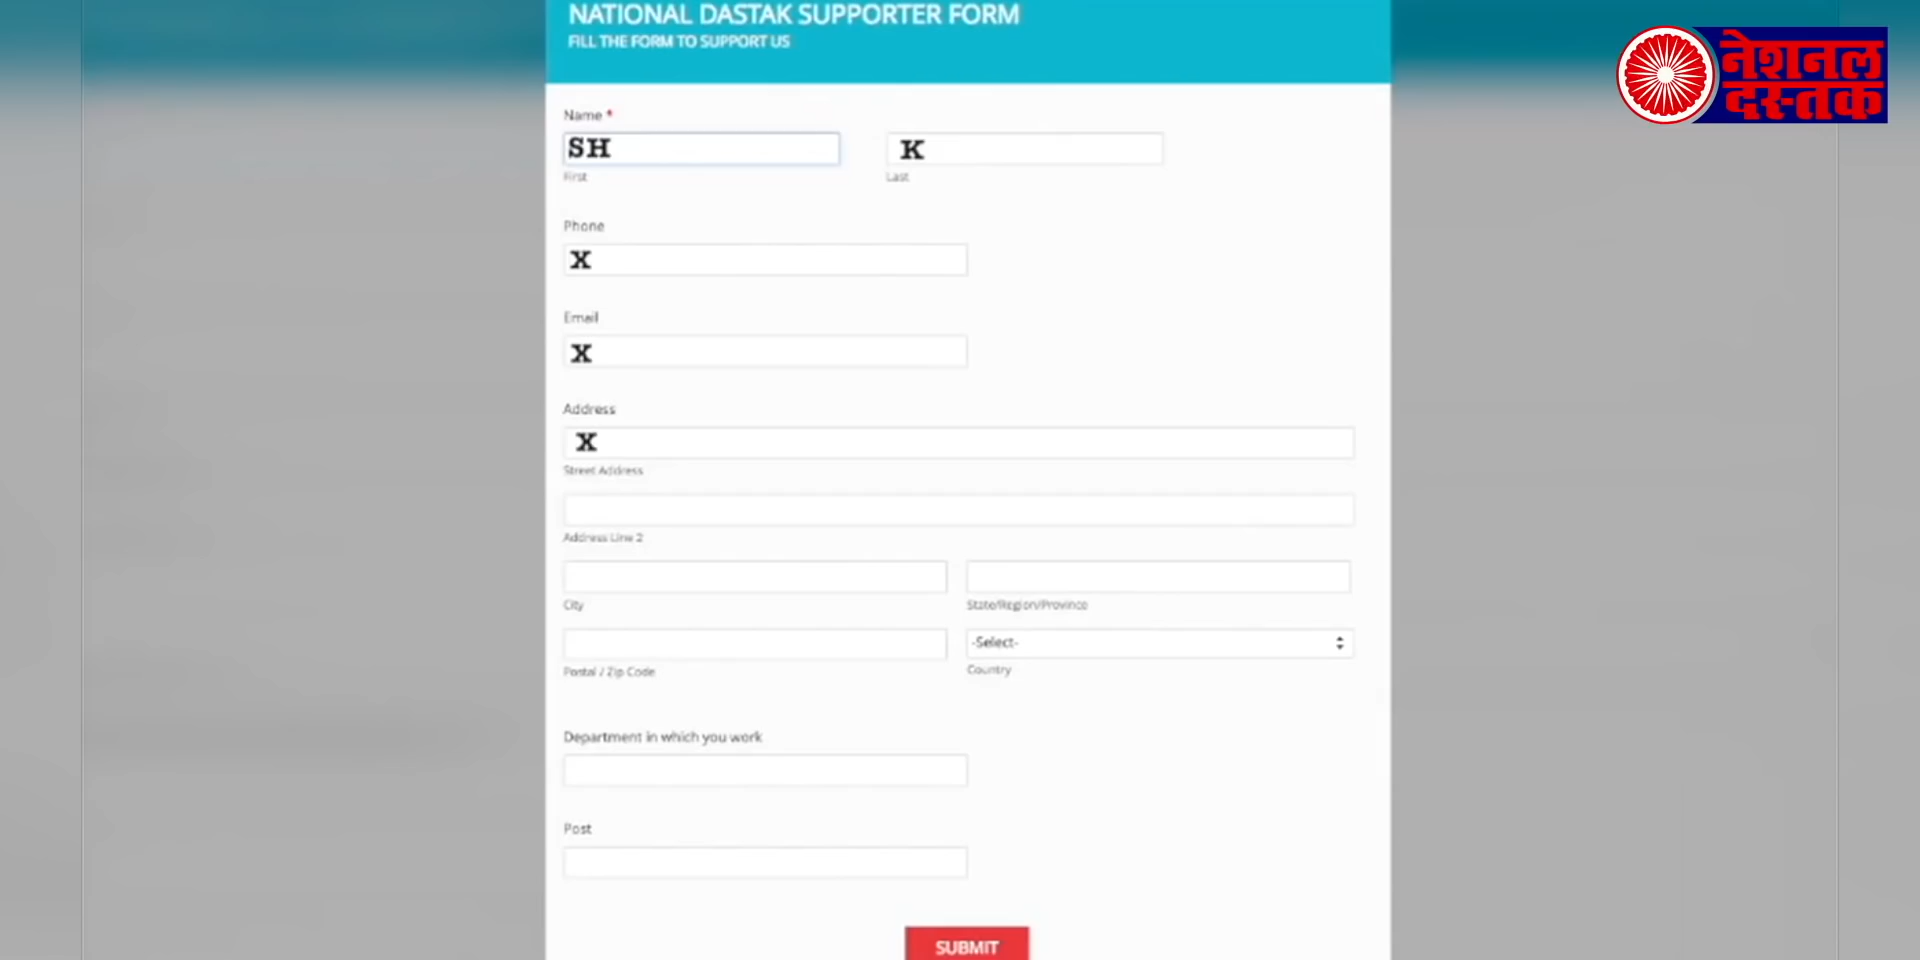 NATIONAL DASTAK SUPPORTER FORM
FILL THE FORM TO SUPPORT US
नेशनल
दस्तक
Name *
SH K
First Last
Phone
X
Email
X
Address
X
Street Address
Address Line 2
City State/Region/Province
-Select-
Postal / Zip Code Country
Department in which you work
Post
SUBMIT